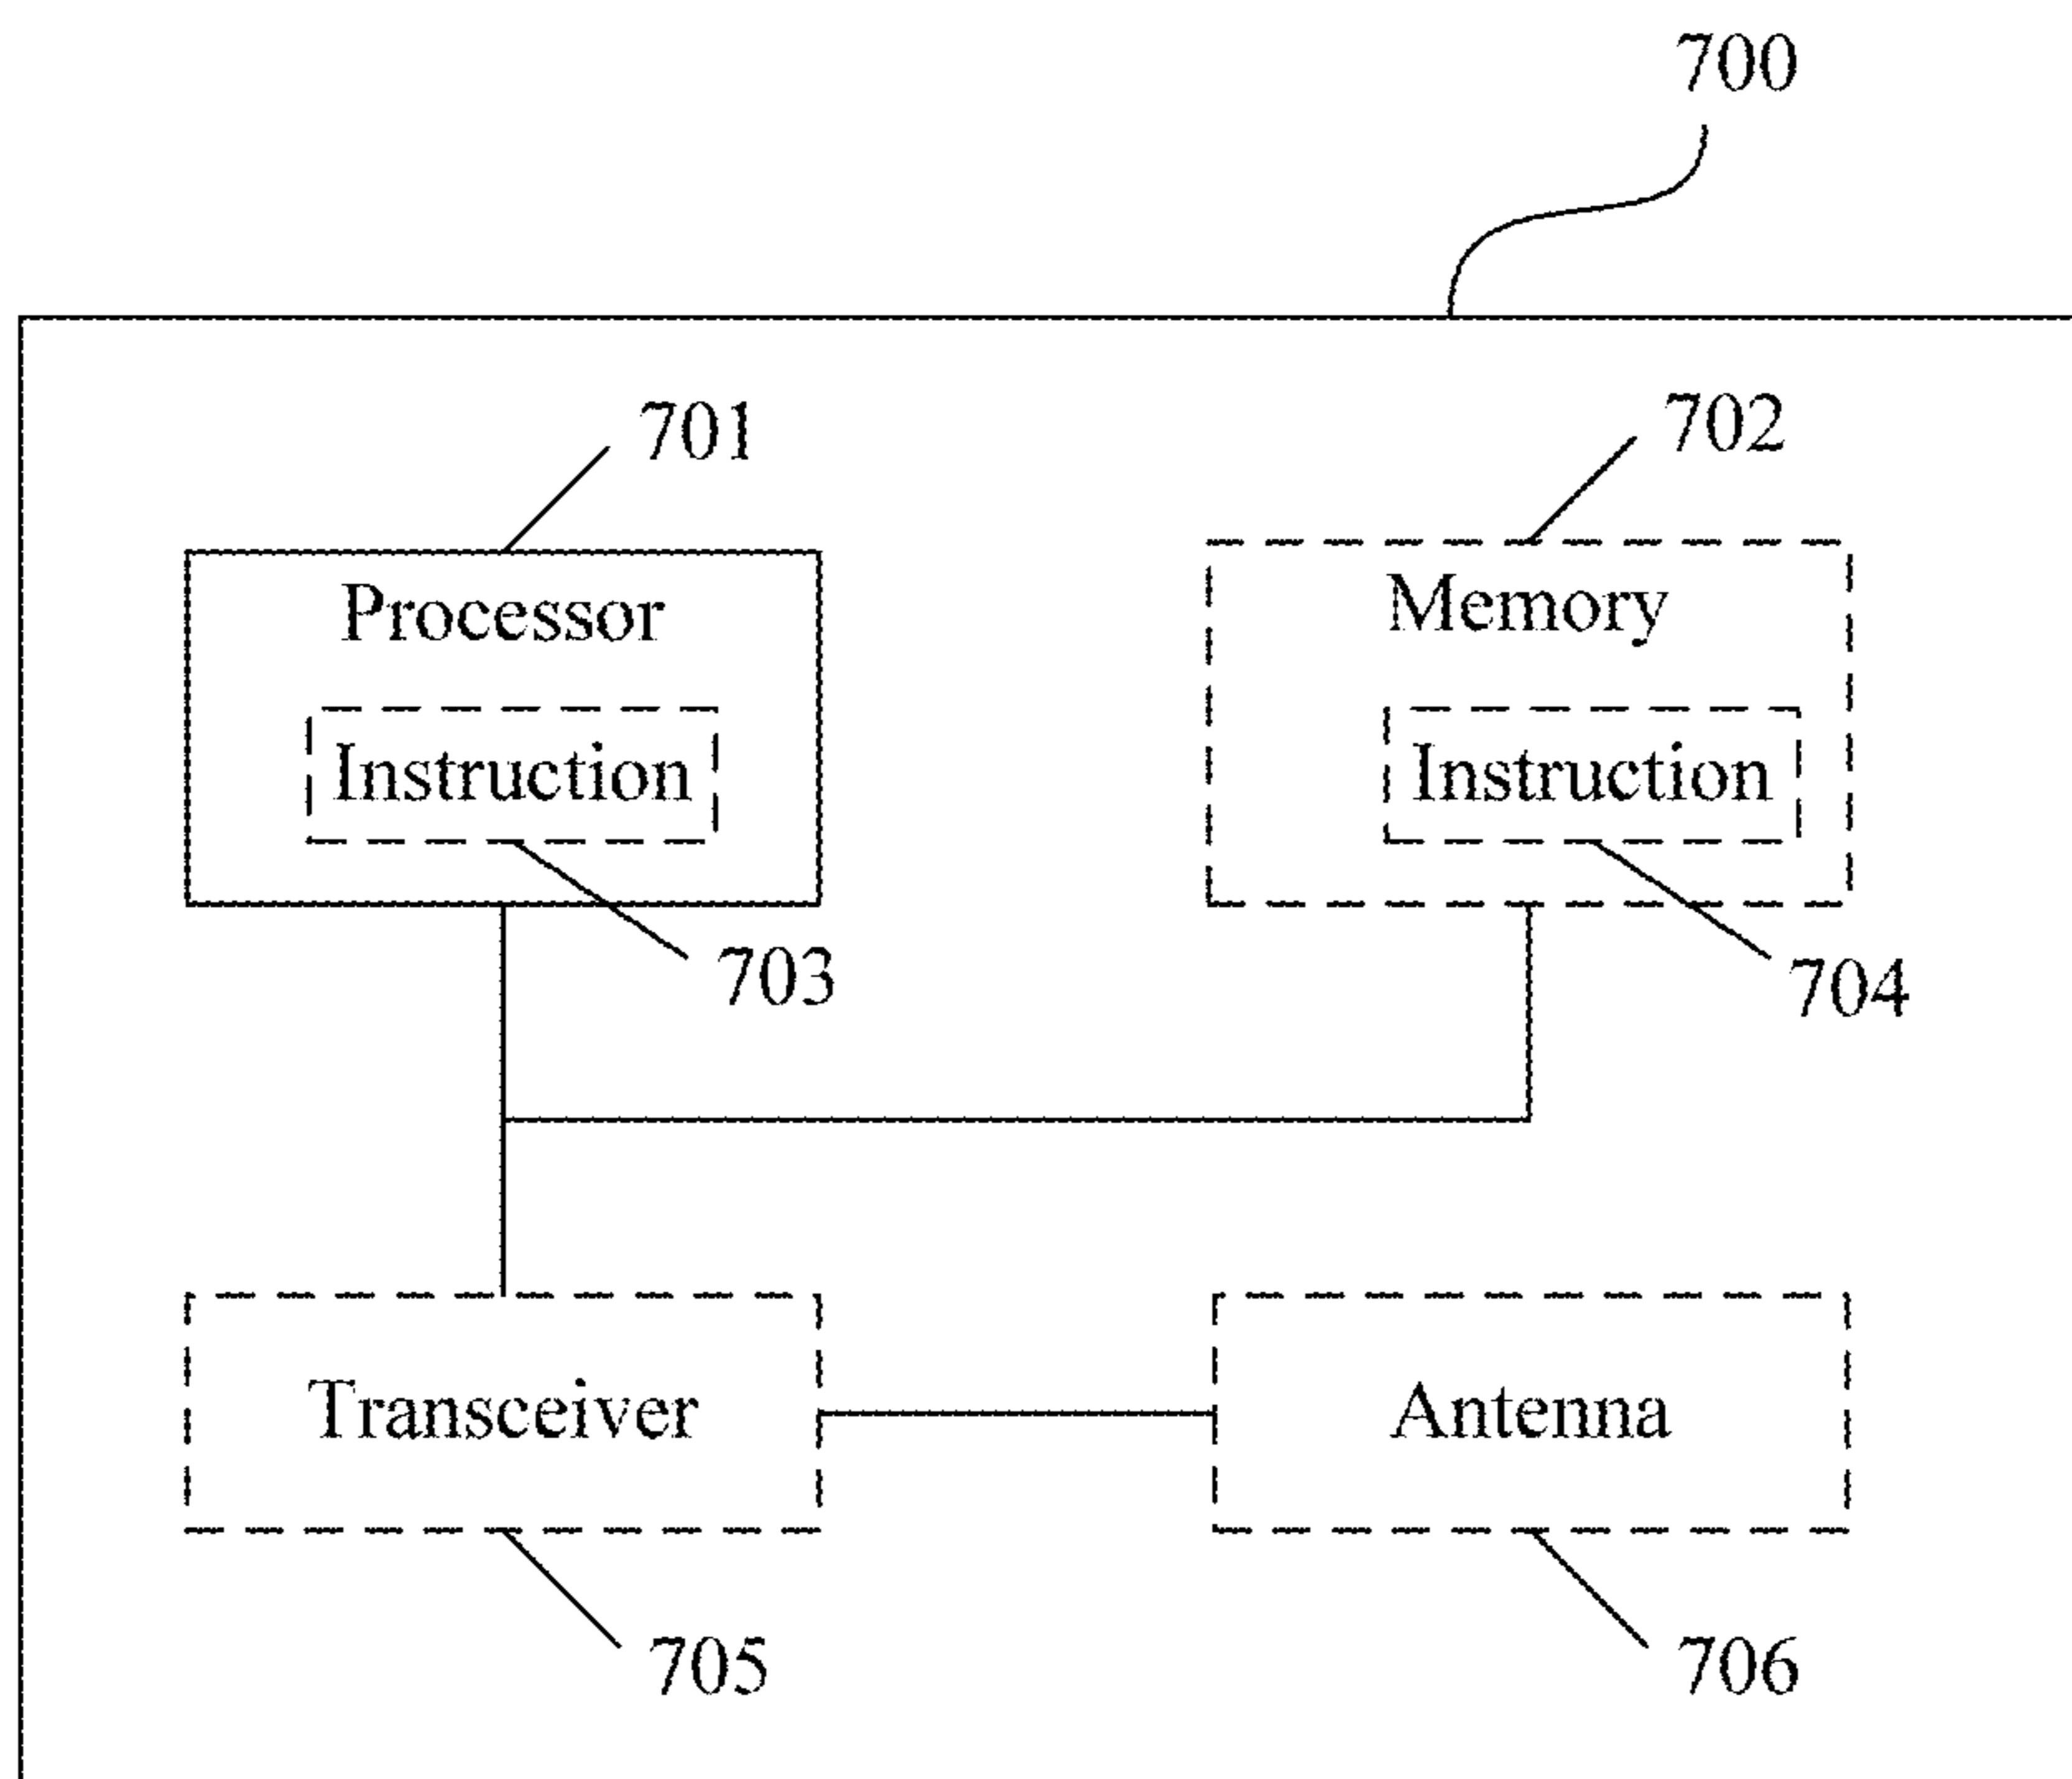 700
701
702
Processor
Memory
Instruction
Instruction
703
704
Transceiver
Antenna
705
706